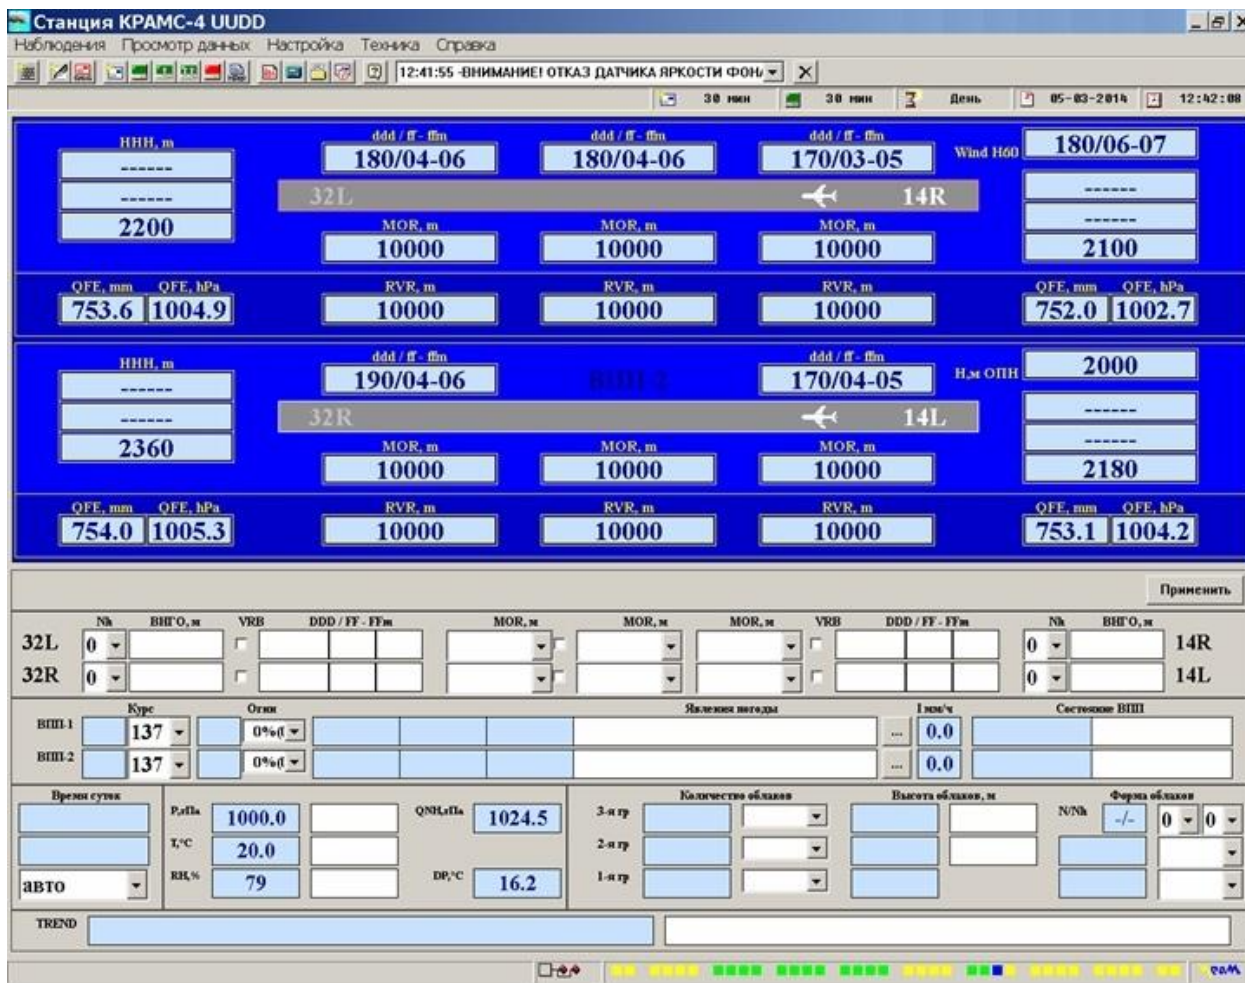 Станция КРАМС-4 UUDD
Наблюдения Просмотр данных Настройка Техника Справка
12:41:55 -ВНИМАНИЕ! ОТКАЗ ДАТЧИКА ЯРКОСТИ ФОНА
30 мин 30 мин День 05-03-2014 12:42:08
HHH, m ddd / ff - ffm ddd / ff - ffm ddd / ff - ffm
------ 180/04-06 180/04-06 170/03-05 Wind H60 180/06-07
------ 32L 14R ------
------
2200 MOR, m MOR, m MOR, m
10000 10000 10000 2100
QFE, mm QFE, hPa RVR, m RVR, m RVR, m QFE, mm QFE, hPa
753.6 1004.9 10000 10000 10000 752.0 1002.7
HHH, m ddd / ff - ffm ddd / ff - ffm
------ 190/04-06 ВПП-2 170/04-05 Н,м ОПН 2000
------ 32R 14L ------
------
2360 MOR, m MOR, m MOR, m
10000 10000 10000 2180
QFE, mm QFE, hPa RVR, m RVR, m RVR, m QFE, mm QFE, hPa
754.0 1005.3 10000 10000 10000 753.1 1004.2
Применить
Nh ВНГО, м VRB DDD / FF - FFm MOR, м MOR, м MOR, м VRB DDD / FF - FFm Nh ВНГО, м
32L 0 0 14R
32R 0 0 14L
Курс Огни Явления погоды I мм/ч Состояние ВПП
ВПП-1 137 0%(I ... 0.0
ВПП-2 137 0%(I ... 0.0
Время суток Количество облаков Высота облаков, м Форма облаков
P,гПа 1000.0 QNH,гПа 1024.5 3-я гр N/Nh -/- 0 0
T,°C 20.0 2-я гр
авто RH,% 79 DP,°C 16.2 1-я гр
TREND